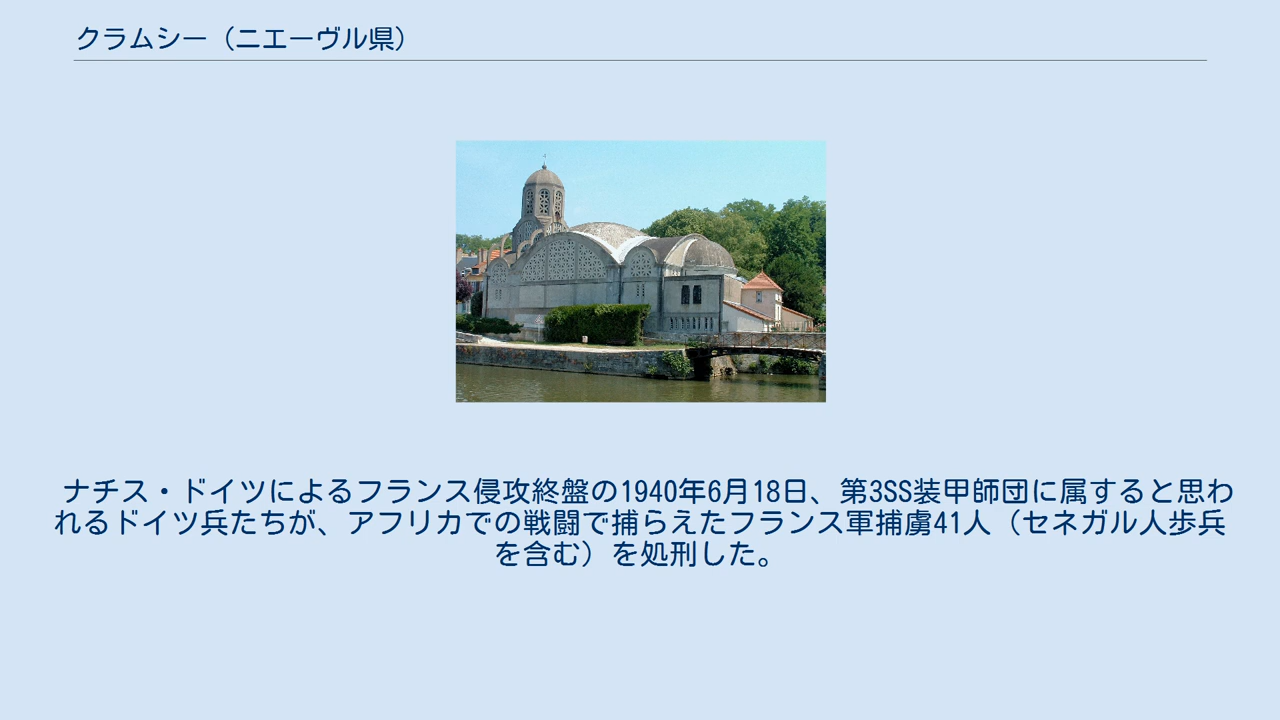 クラムシー（ニエーヴル県）
ナチス・ドイツによるフランス侵攻終盤の1940年6月18日、第3SS装甲師団に属すると思わ
れるドイツ兵たちが、アフリカでの戦闘で捕らえたフランス軍捕虜41人（セネガル人歩兵
を含む）を処刑した。